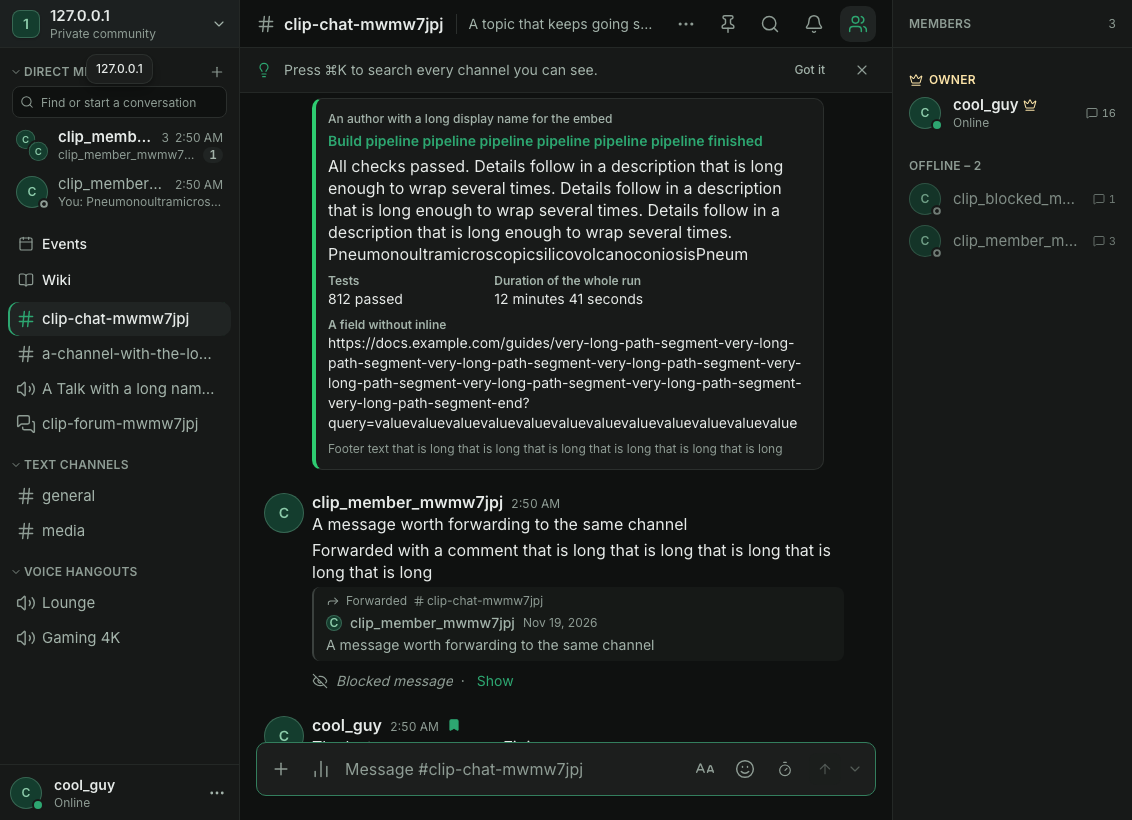 1
127.0.0.1
Private community
DIRECT M
127.0.0.1
Find or start a conversation
C
C
clip_memb...
3
2:50 AM
clip_member_mwmw7...
1
C
clip_member...
2:50 AM
You: Pneumonoultramicros...
Events
Wiki
clip-chat-mwmw7jpj
a-channel-with-the-lo...
A Talk with a long nam...
clip-forum-mwmw7jpj
TEXT CHANNELS
general
media
VOICE HANGOUTS
Lounge
Gaming 4K
C
cool_guy
Online
clip-chat-mwmw7jpj
A topic that keeps going s...
Press ⌘K to search every channel you can see.
Got it
An author with a long display name for the embed
Build pipeline pipeline pipeline pipeline pipeline pipeline finished
All checks passed. Details follow in a description that is long
enough to wrap several times. Details follow in a description
that is long enough to wrap several times. Details follow in a
description that is long enough to wrap several times.
PneumonoultramicroscopicsilicovolcanoconiosisPneum
Tests
Duration of the whole run
812 passed
12 minutes 41 seconds
A field without inline
https://docs.example.com/guides/very-long-path-segment-very-long-
path-segment-very-long-path-segment-very-long-path-segment-very-
long-path-segment-very-long-path-segment-very-long-path-segment-
very-long-path-segment-end?
query=valuevaluevaluevaluevaluevaluevaluevaluevaluevaluevalue
Footer text that is long that is long that is long that is long that is long that is long
C
clip_member_mwmw7jpj
2:50 AM
A message worth forwarding to the same channel
Forwarded with a comment that is long that is long that is long that is
long that is long
Forwarded
# clip-chat-mwmw7jpj
C
clip_member_mwmw7jpj
Nov 19, 2026
A message worth forwarding to the same channel
Blocked message
·
Show
C
cool_guy
2:50 AM
Message #clip-chat-mwmw7jpj
AA
MEMBERS
3
OWNER
C
cool_guy
16
Online
OFFLINE – 2
C
clip_blocked_m...
1
C
clip_member_m...
3